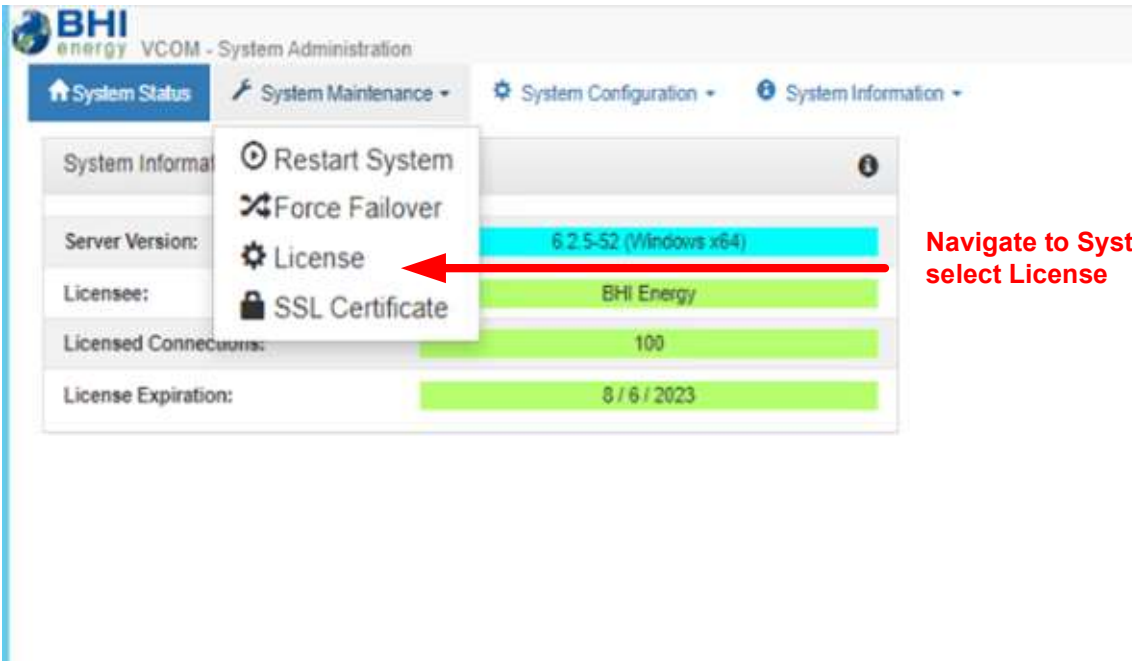 BHI
energy VCOM - System Administration
System Status System Maintenance System Configuration System Information
System Informat
Restart System
Force Failover
License
SSL Certificate
Server Version: 6.2.5-52 (Windows x64)
Licensee: BHI Energy
Licensed Connections: 100
License Expiration: 8 / 6 / 2023
Navigate to Syst
select License